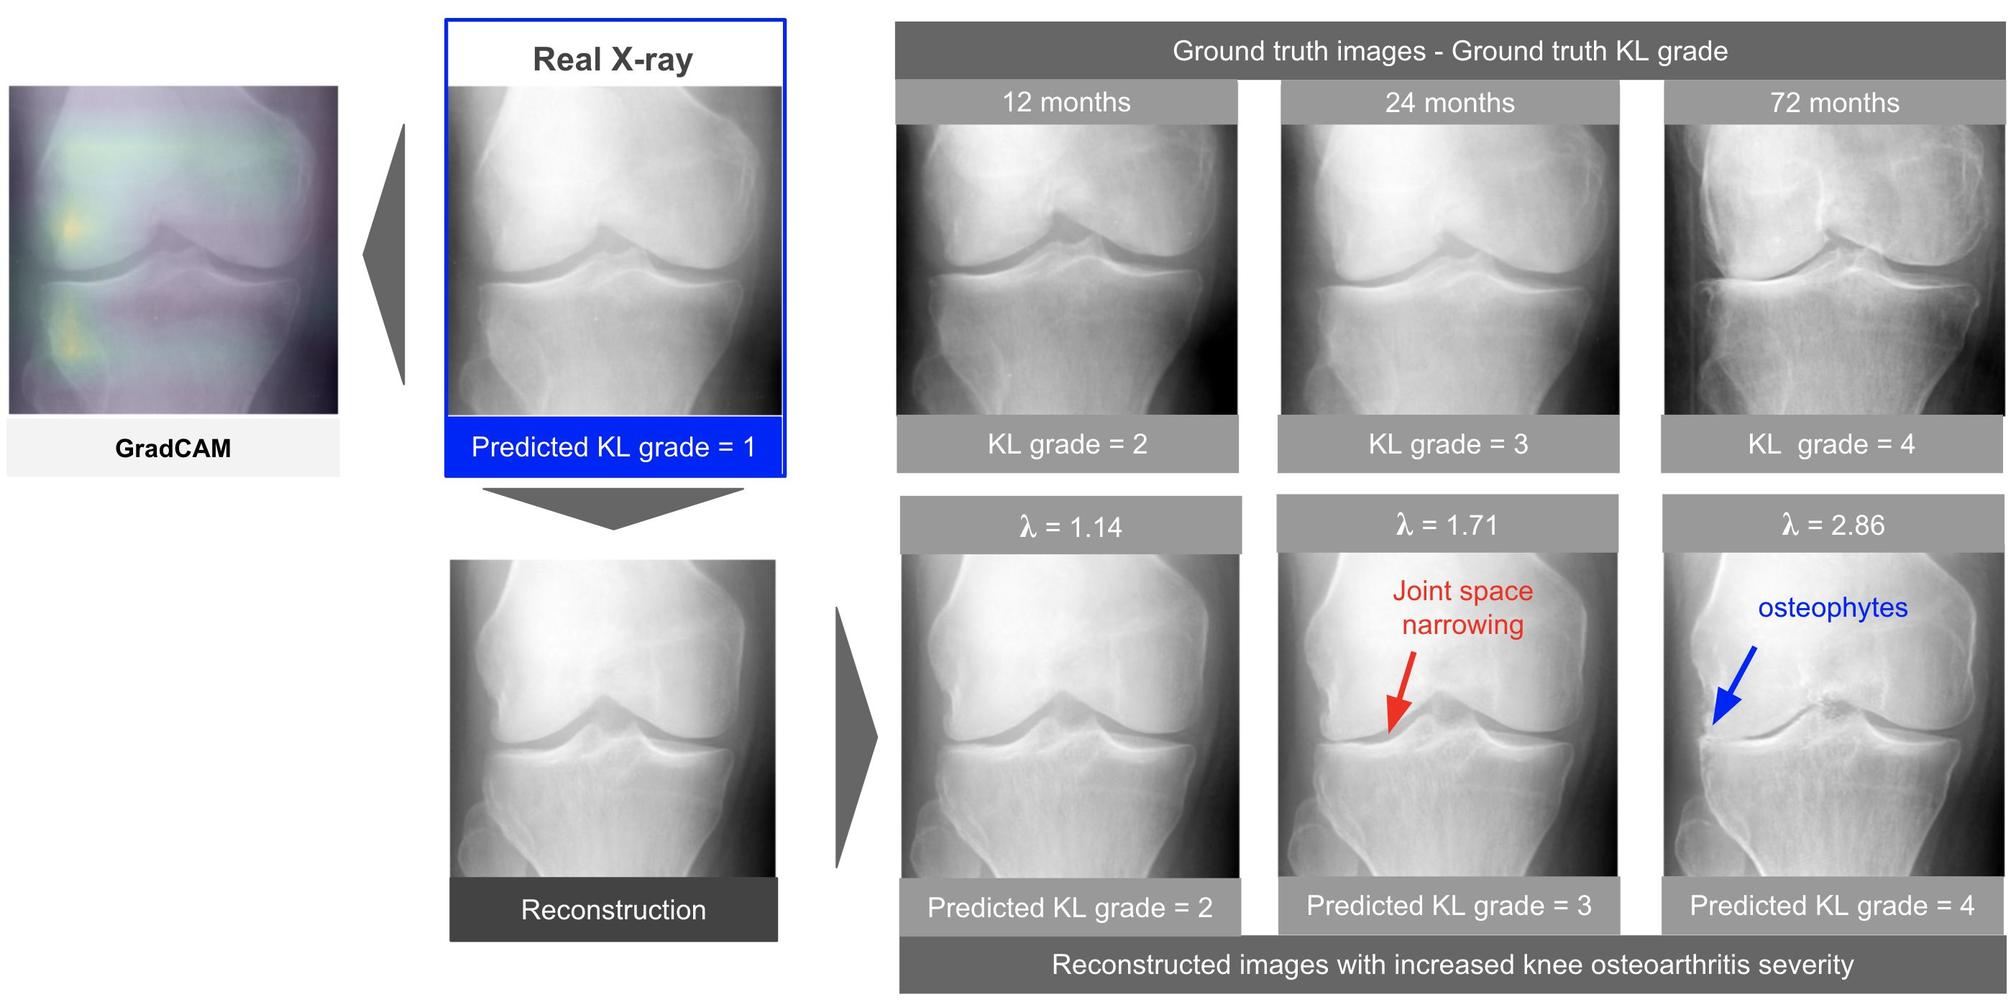 Real X-ray
GradCAM
Predicted KL grade = 1
Reconstruction
Ground truth images - Ground truth KL grade
12 months
24 months
72 months
KL grade = 2
KL grade = 3
KL  grade = 4
λ = 1.14
λ = 1.71
λ = 2.86
Joint space
narrowing
osteophytes
Predicted KL grade = 2
Predicted KL grade = 3
Predicted KL grade = 4
Reconstructed images with increased knee osteoarthritis severity